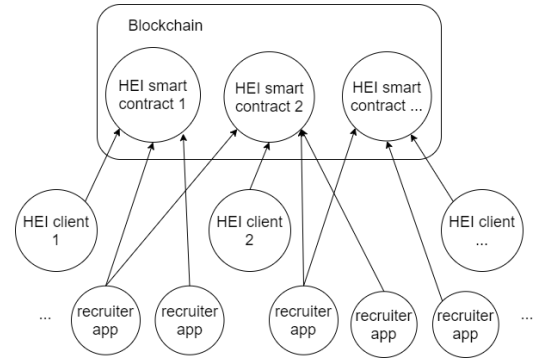 Blockchain
HEI smart
contract 1
HEI smart
contract 2
HEI smart
contract ...
HEI client
1
HEI client
2
HEI client
...
...
recruiter
app
recruiter
app
recruiter
app
recruiter
app
recruiter
app
...